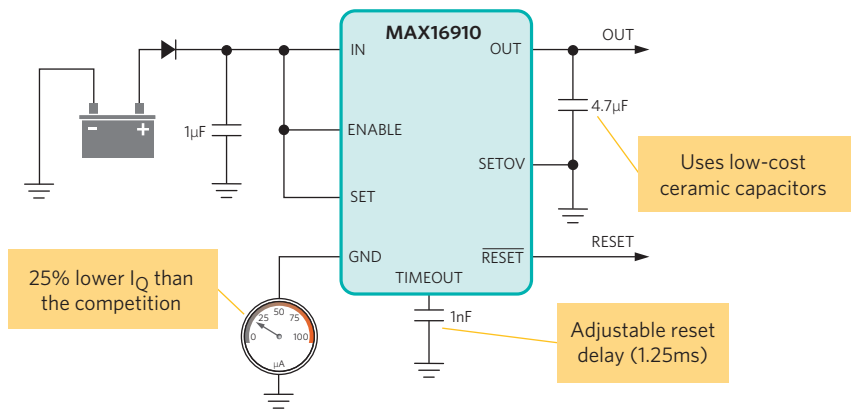 MAX16910
IN
OUT
OUT
- +
1μF
4.7μF
ENABLE
Uses low-cost
ceramic capacitors
SETOV
SET
GND
RESET
RESET
TIMEOUT
25% lower IQ than
the competition
0 25 50 75 100
μA
1nF
Adjustable reset
delay (1.25ms)